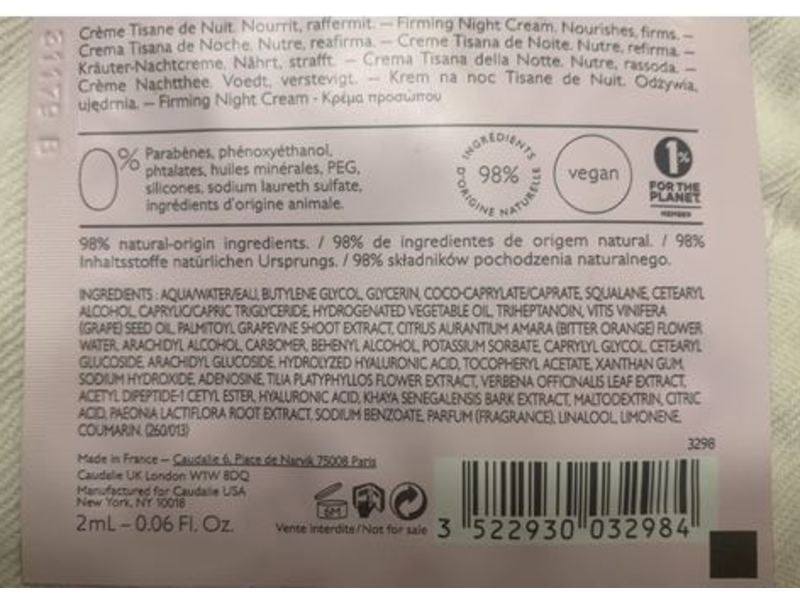 Crème Tisane de Nuit. Nourrit, raffermit. – Firming Night Cream. Nourishes, firms. –
Crema Tisana de Noche. Nutre, reafirma. – Creme Tisana de Noite. Nutre, refirma. –
Kräuter-Nachtcreme. Nährt, strafft. – Crema Tisana della Notte. Nutre, rassoda. –
Crème Nachtthee. Voedt, verstevigt. – Krem na noc Tisane de Nuit. Odżywia,
ujędrnia. – Firming Night Cream - Κρέμα προσώπου
21179 B
0% Parabènes, phénoxyéthanol,
phtalates, huiles minérales, PEG,
silicones, sodium laureth sulfate,
ingrédients d'origine animale.
INGRÉDIENTS
98%
D'ORIGINE NATURELLE
vegan
1%
FOR THE
PLANET
MEMBER
98% natural-origin ingredients. / 98% de ingredientes de origem natural. / 98%
Inhaltsstoffe natürlichen Ursprungs. / 98% składników pochodzenia naturalnego.
INGREDIENTS : AQUA/WATER/EAU, BUTYLENE GLYCOL, GLYCERIN, COCO-CAPRYLATE/CAPRATE, SQUALANE, CETEARYL
ALCOHOL, CAPRYLIC/CAPRIC TRIGLYCERIDE, HYDROGENATED VEGETABLE OIL, TRIHEPTANOIN, VITIS VINIFERA
(GRAPE) SEED OIL, PALMITOYL GRAPEVINE SHOOT EXTRACT, CITRUS AURANTIUM AMARA (BITTER ORANGE) FLOWER
WATER, ARACHIDYL ALCOHOL, CARBOMER, BEHENYL ALCOHOL, POTASSIUM SORBATE, CAPRYLYL GLYCOL, CETEARYL
GLUCOSIDE, ARACHIDYL GLUCOSIDE, HYDROLYZED HYALURONIC ACID, TOCOPHERYL ACETATE, XANTHAN GUM,
SODIUM HYDROXIDE, ADENOSINE, TILIA PLATYPHYLLOS FLOWER EXTRACT, VERBENA OFFICINALIS LEAF EXTRACT,
ACETYL DIPEPTIDE-1 CETYL ESTER, HYALURONIC ACID, KHAYA SENEGALENSIS BARK EXTRACT, MALTODEXTRIN, CITRIC
ACID, PAEONIA LACTIFLORA ROOT EXTRACT, SODIUM BENZOATE, PARFUM (FRAGRANCE), LINALOOL, LIMONENE,
COUMARIN. (260/013)
3298
Made in France – Caudalie 6, Place de Narvik 75008 Paris
Caudalie UK London W1W 8DQ
Manufactured for Caudalie USA
New York, NY 10018
2mL – 0.06 Fl. Oz.
6M
Vente interdite/Not for sale
3 522930 032984